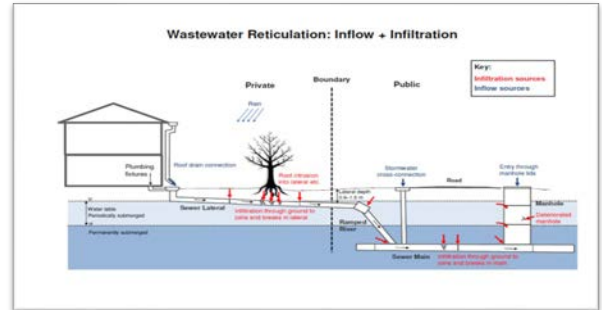 Wastewater Reticulation: Inflow + Infiltration
Key:
Infiltration sources
Inflow sources
Private
Boundary
Public
Rain
Roof drain connection
Plumbing
fixtures
Root intrusion
into lateral etc
Stormwater
cross-connection
Road
Entry through
manhole lids
Lateral depth
Water table
Periodically submerged
Sewer Lateral
Infiltration through ground to
joins and breaks in lateral
Ramped
Riser
Manhole
Deteriorated
manhole
Permanently submerged
Sewer Main
Infiltration through ground to
joins and breaks in main